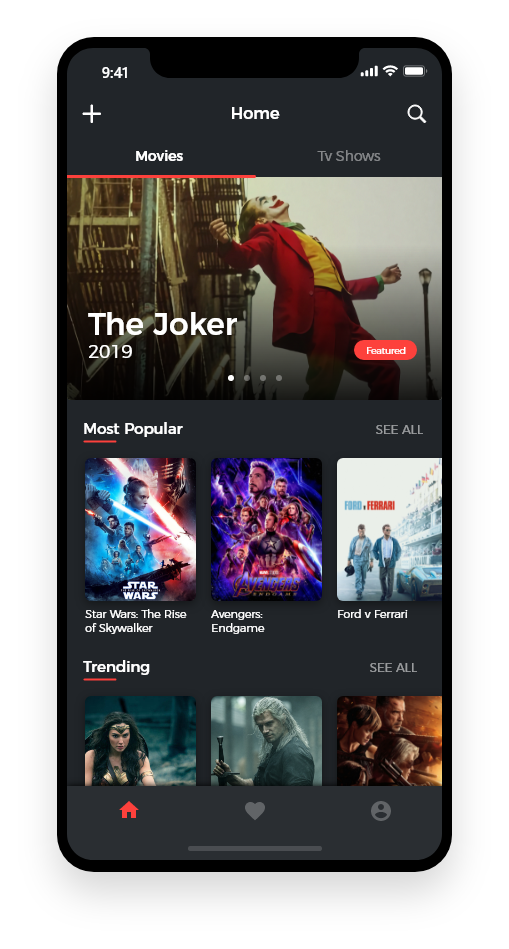 9:41
Home
Movies
Tv Shows
The Joker
2019
Featured
Most Popular
SEE ALL
STAR
WARS
AVENGERS
ENDGAME
FORD v FERRARI
Star Wars: The Rise
of Skywalker
Avengers:
Endgame
Ford v Ferrari
Trending
SEE ALL